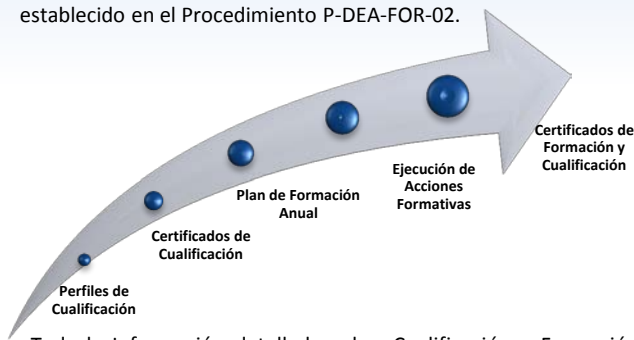 establecido en el Procedimiento P-DEA-FOR-02.
Certificados de
Formación y
Cualificación
Ejecución de
Acciones
Formativas
Plan de Formación
Anual
Certificados de
Cualificación
Perfiles de
Cualificación